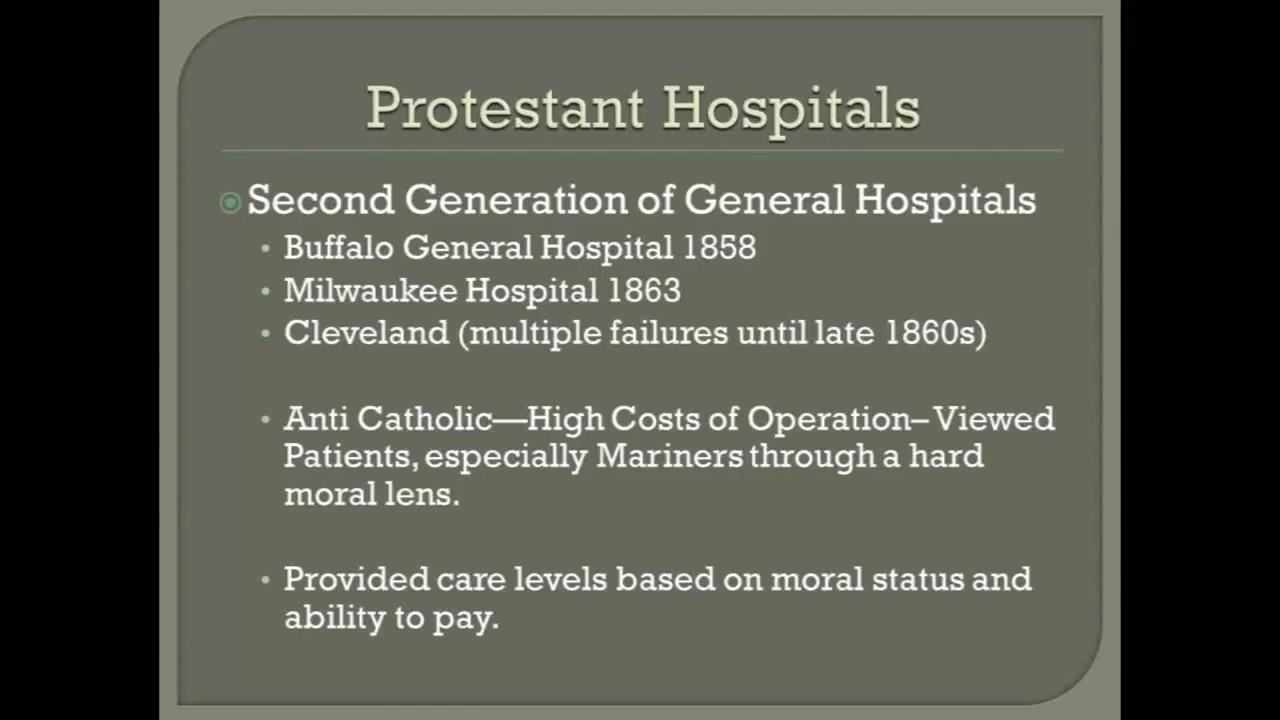 Protestant Hospitals
Second Generation of General Hospitals
• Buffalo General Hospital 1858
• Milwaukee Hospital 1863
• Cleveland (multiple failures until late 1860s)
• Anti Catholic—High Costs of Operation– Viewed
Patients, especially Mariners through a hard
moral lens.
• Provided care levels based on moral status and
ability to pay.